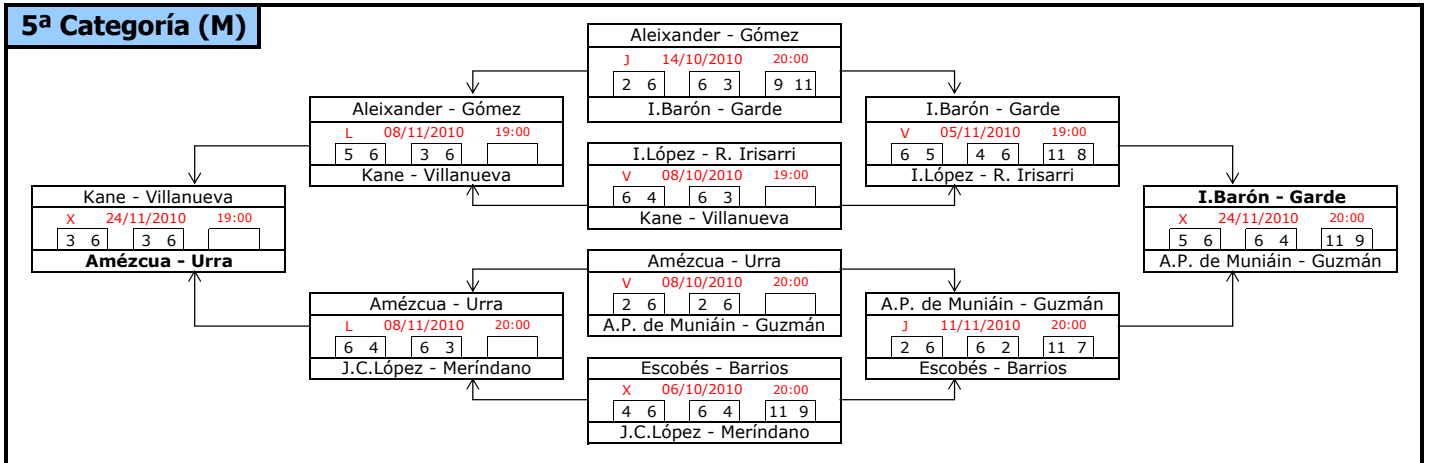 5ª Categoría (M)
Aleixander - Gómez
J 14/10/2010 20:00
2 6 6 3 9 11
I.Barón - Garde
Aleixander - Gómez
L 08/11/2010 19:00
5 6 3 6
Kane - Villanueva
I.Barón - Garde
V 05/11/2010 19:00
6 5 4 6 11 8
I.López - R. Irisarri
I.López - R. Irisarri
V 08/10/2010 19:00
6 4 6 3
Kane - Villanueva
Kane - Villanueva
X 24/11/2010 19:00
3 6 3 6
Amézcua - Urra
I.Barón - Garde
X 24/11/2010 20:00
5 6 6 4 11 9
A.P. de Muniáin - Guzmán
Amézcua - Urra
V 08/10/2010 20:00
2 6 2 6
A.P. de Muniáin - Guzmán
Amézcua - Urra
L 08/11/2010 20:00
6 4 6 3
J.C.López - Meríndano
A.P. de Muniáin - Guzmán
J 11/11/2010 20:00
2 6 6 2 11 7
Escobés - Barrios
Escobés - Barrios
X 06/10/2010 20:00
4 6 6 4 11 9
J.C.López - Meríndano